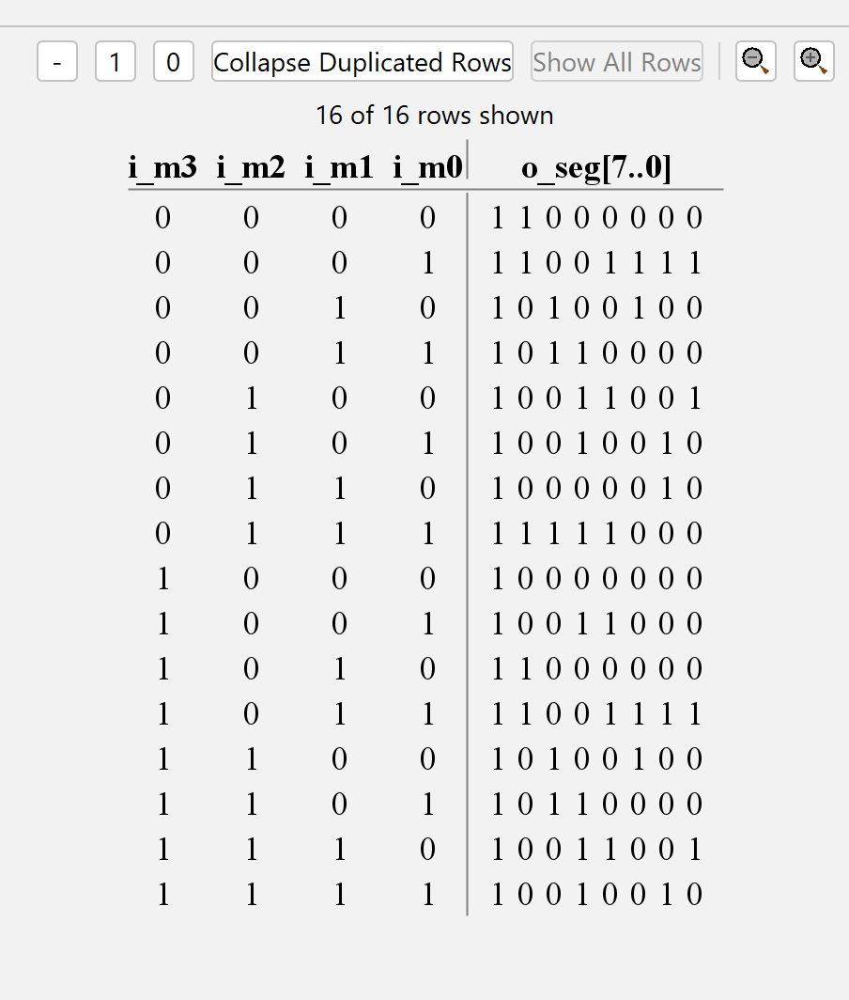 - 1 0 Collapse Duplicated Rows Show All Rows
16 of 16 rows shown
i_m3 i_m2 i_m1 i_m0 o_seg[7..0]
0 0 0 0 1 1 0 0 0 0 0 0
0 0 0 1 1 1 0 0 1 1 1 1
0 0 1 0 1 0 1 0 0 1 0 0
0 0 1 1 1 0 1 1 0 0 0 0
0 1 0 0 1 0 0 1 1 0 0 1
0 1 0 1 1 0 0 1 0 0 1 0
0 1 1 0 1 0 0 0 0 0 1 0
0 1 1 1 1 1 1 1 1 0 0 0
1 0 0 0 1 0 0 0 0 0 0 0
1 0 0 1 1 0 0 1 1 0 0 0
1 0 1 0 1 1 0 0 0 0 0 0
1 0 1 1 1 1 0 0 1 1 1 1
1 1 0 0 1 0 1 0 0 1 0 0
1 1 0 1 1 0 1 1 0 0 0 0
1 1 1 0 1 0 0 1 1 0 0 1
1 1 1 1 1 0 0 1 0 0 1 0